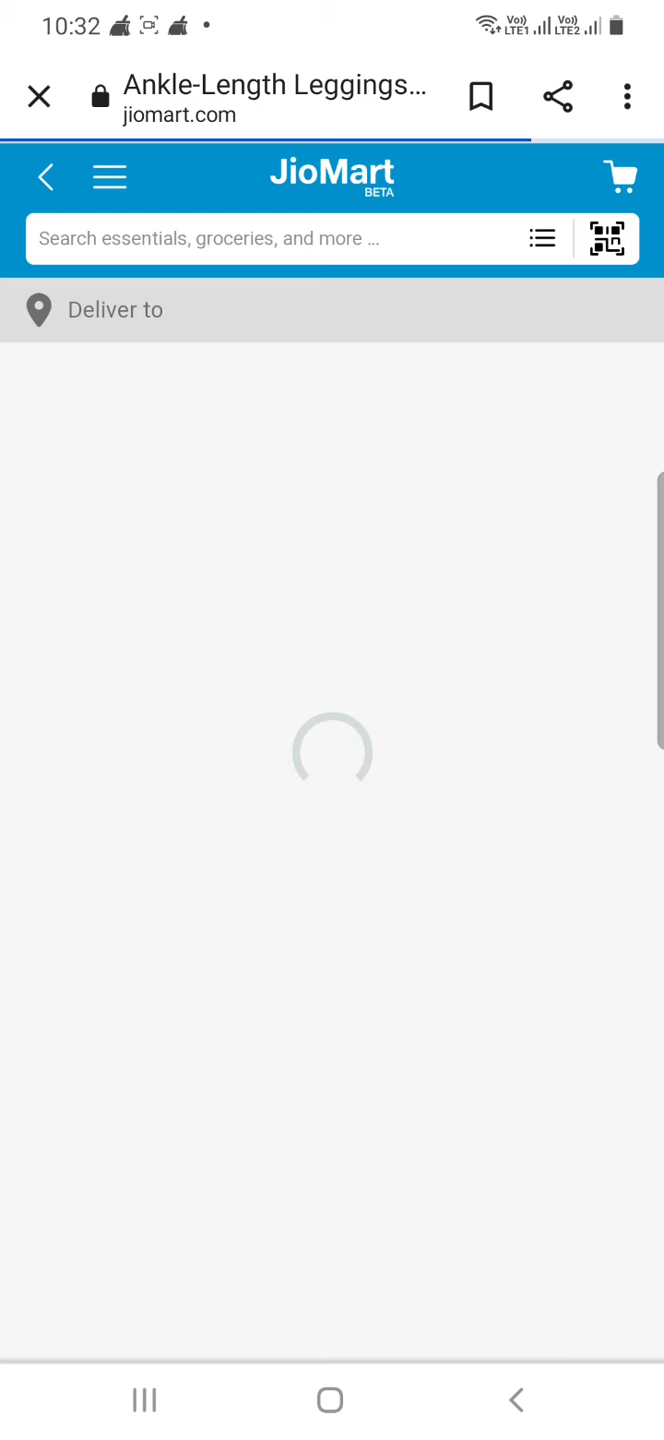 10:32
Vo)) LTE1 Vo)) LTE2
Ankle-Length Leggings...
jiomart.com
JioMart
BETA
Search essentials, groceries, and more ...
Deliver to